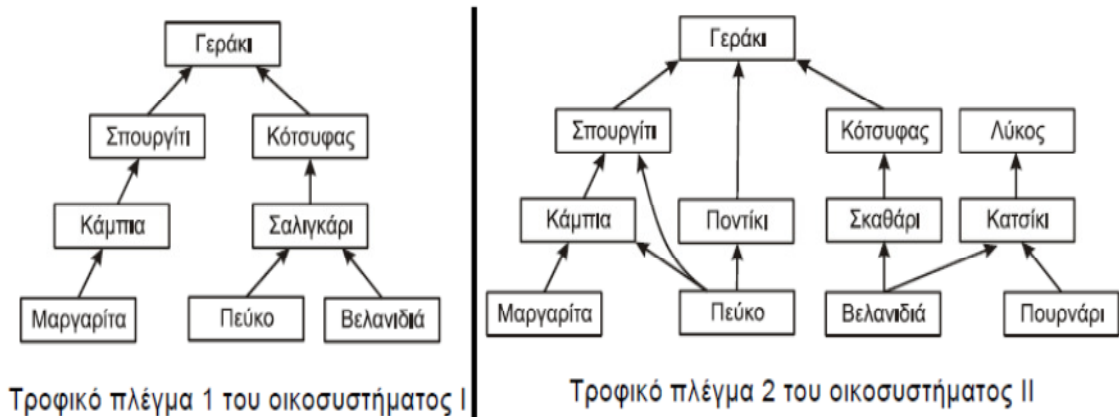 Γεράκι
Σπουργίτι Κότσυφας
Κάμπια Σαλιγκάρι
Μαργαρίτα Πεύκο Βελανιδιά
Τροφικό πλέγμα 1 του οικοσυστήματος Ι
Γεράκι
Σπουργίτι Κότσυφας Λύκος
Κάμπια Ποντίκι Σκαθάρι Κατσίκι
Μαργαρίτα Πεύκο Βελανιδιά Πουρνάρι
Τροφικό πλέγμα 2 του οικοσυστήματος ΙΙ